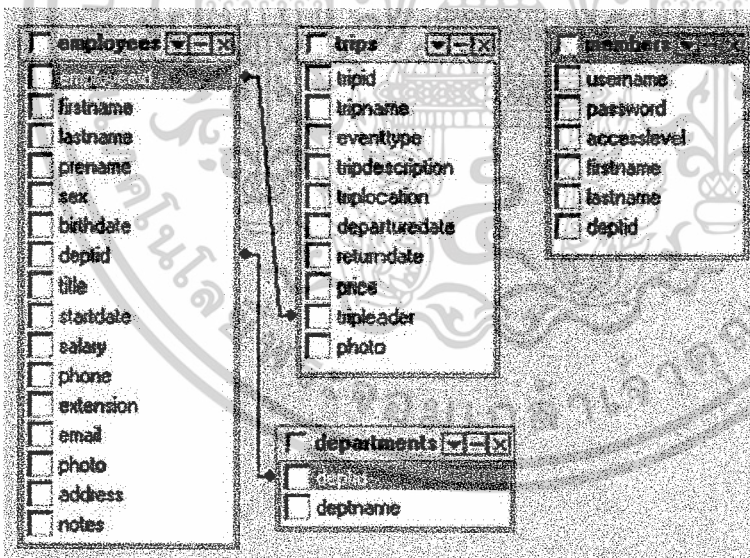 employees
firstname
lastname
prename
sex
birthdate
deptid
title
startdate
salary
phone
extension
email
photo
address
notes
trips
tripid
tripname
eventtype
tripdescription
triplocation
departuredate
returndate
price
tripleader
photo
members
username
password
accesslevel
firstname
lastname
deptid
departments
deptid
deptname